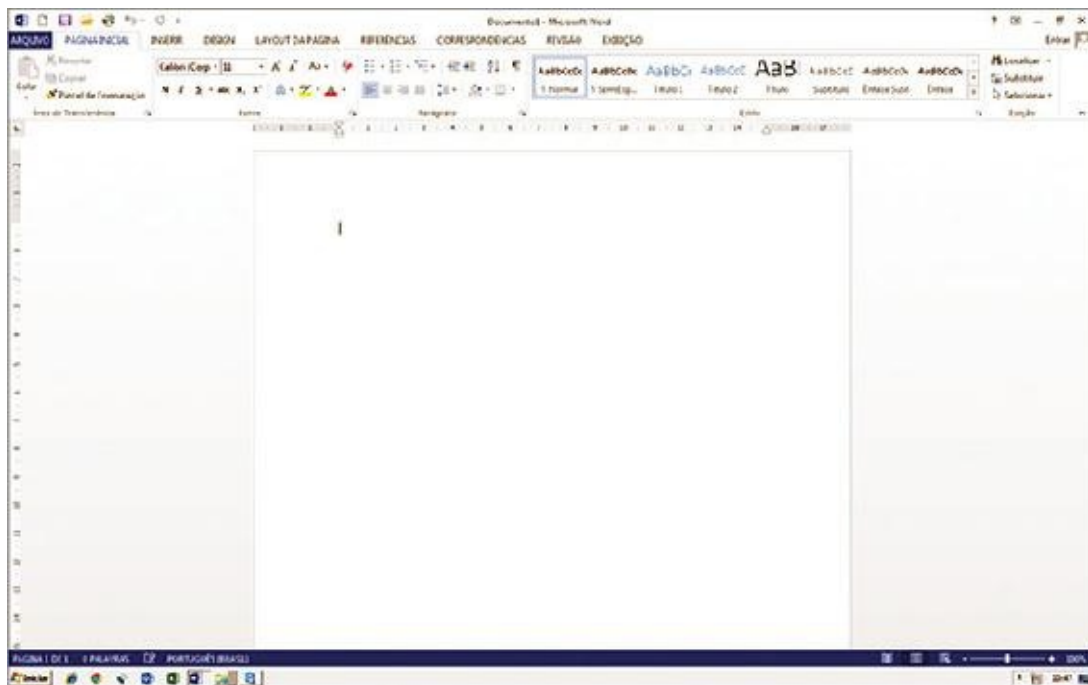 Documento1 - Microsoft Word
ARQUIVO PÁGINA INICIAL INSERIR DESIGN LAYOUT DA PÁGINA REFERÊNCIAS CORRESPONDÊNCIAS REVISÃO EXIBIÇÃO Entrar
Recortar
Copiar
Pincel de Formatação
Colar
Calibri (Corp 11
AaBbCcDc AaBbCcDc AaBbCc AaBbCcC AaB AaBbCcC AaBbCcDc AaBbCcDc
1 Normal 1 Sem Esp... Título 1 Título 2 Título Subtítulo Ênfase Sutil Ênfase
Localizar
Substituir
Selecionar
Área de Transferência Fonte Parágrafo Estilo Edição
PÁGINA 1 DE 1 0 PALAVRAS PORTUGUÊS (BRASIL) 100%
Iniciar 20:47